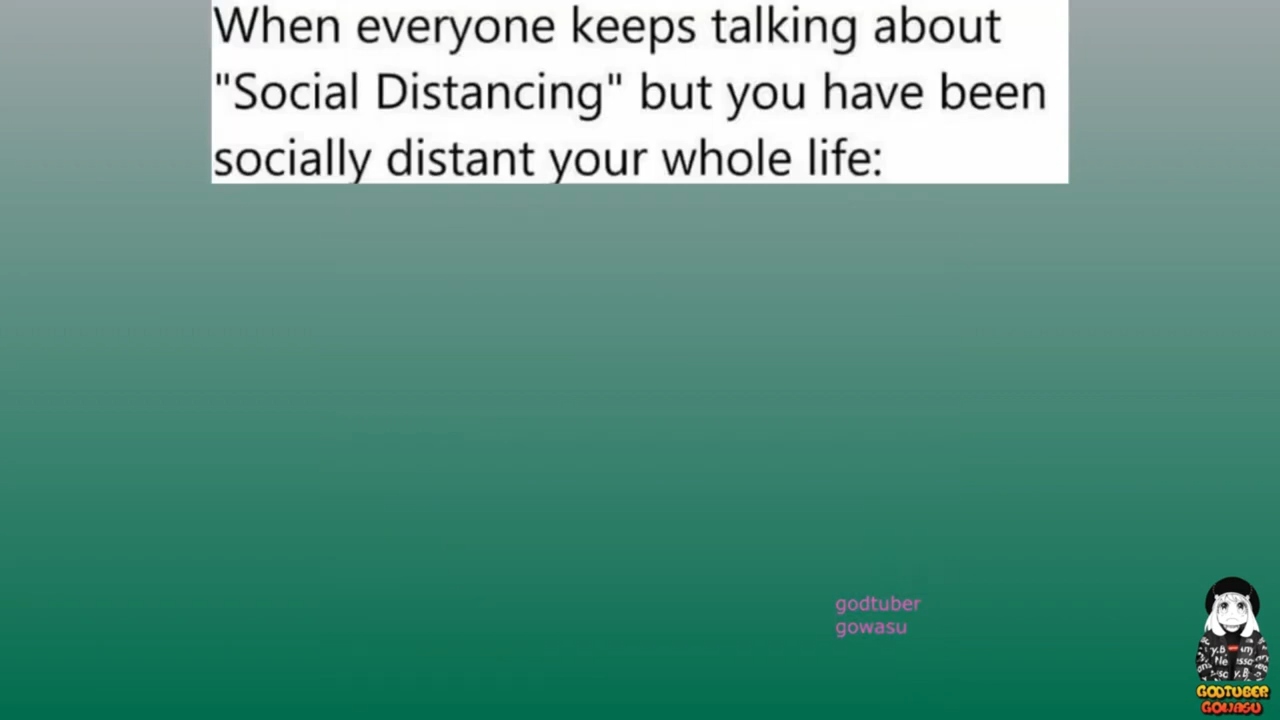 When everyone keeps talking about
"Social Distancing" but you have been
socially distant your whole life:
godtuber
gowasu
GODTUBER
GOWASU